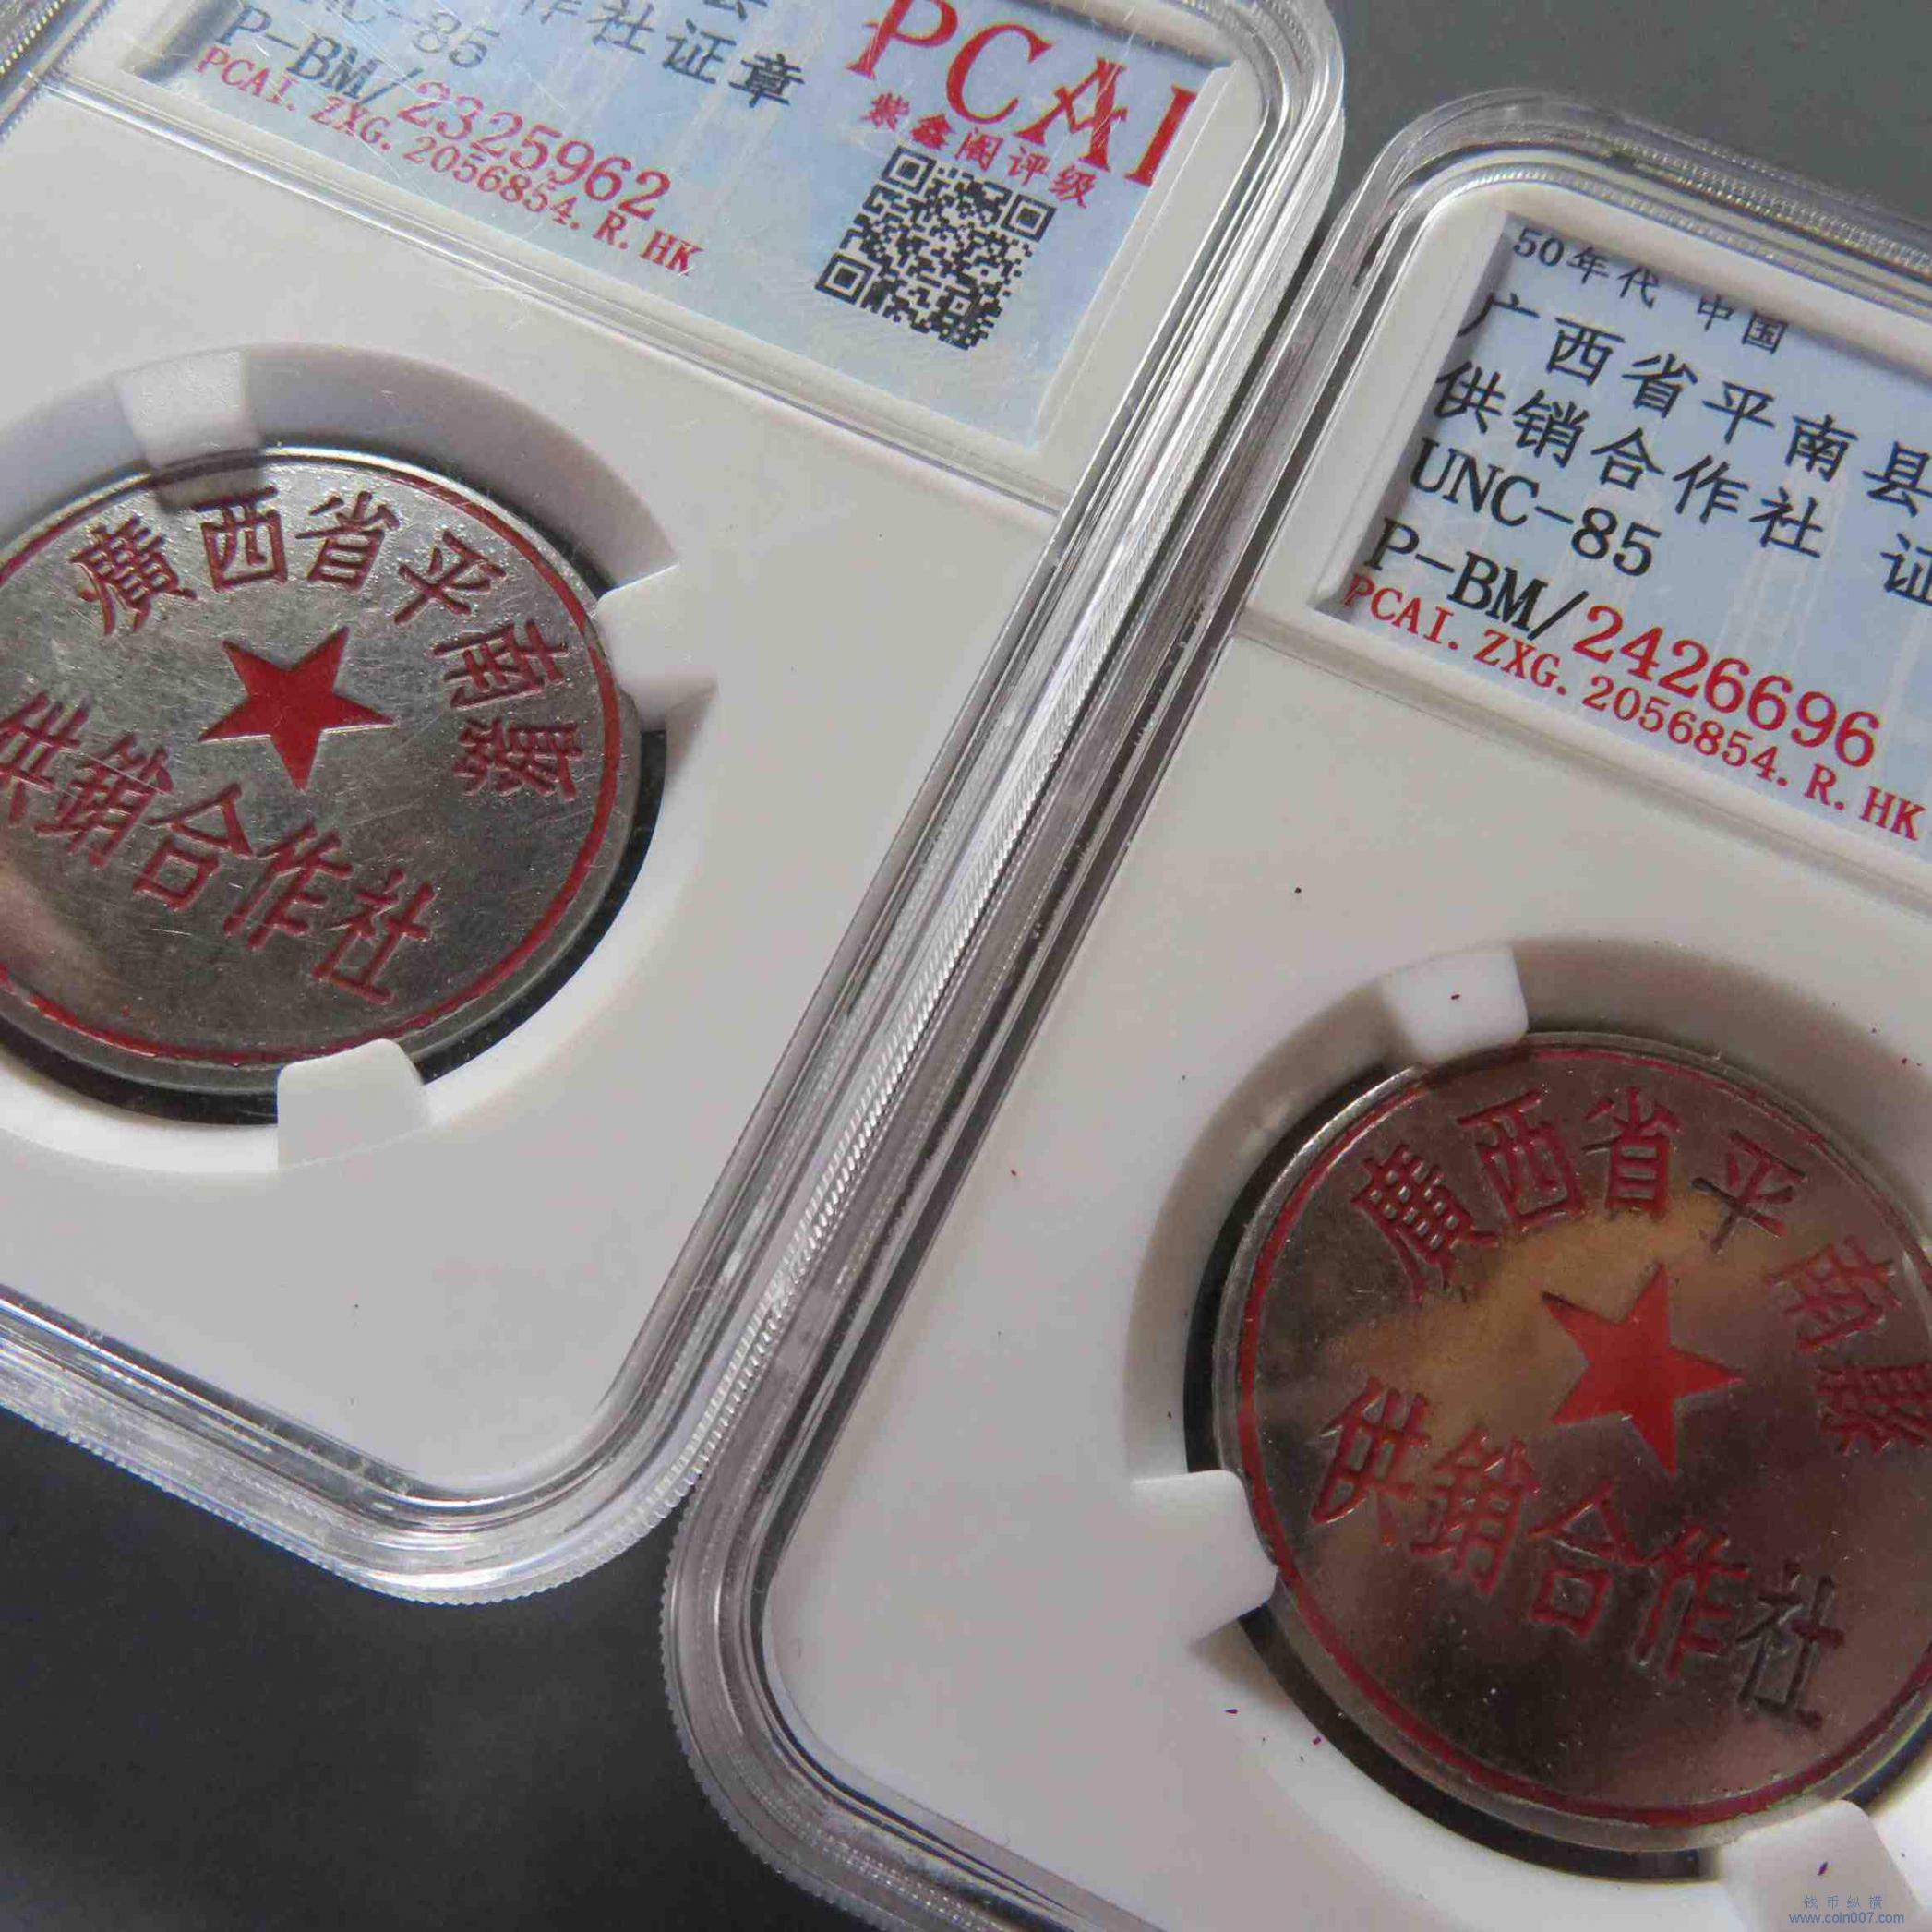 UNC-85
作社证章
P-BM/2325962
PCAI. ZXG. 2056854. R. HK
PCAI
紫鑫阁评级
廣西省平南縣
供銷合作社
50年代 中国
广西省平南县
供销合作社 证
UNC-85
P-BM/2426696
PCAI. ZXG. 2056854. R. HK
廣西省平南縣
供銷合作社
钱币纵横
www.coin007.com